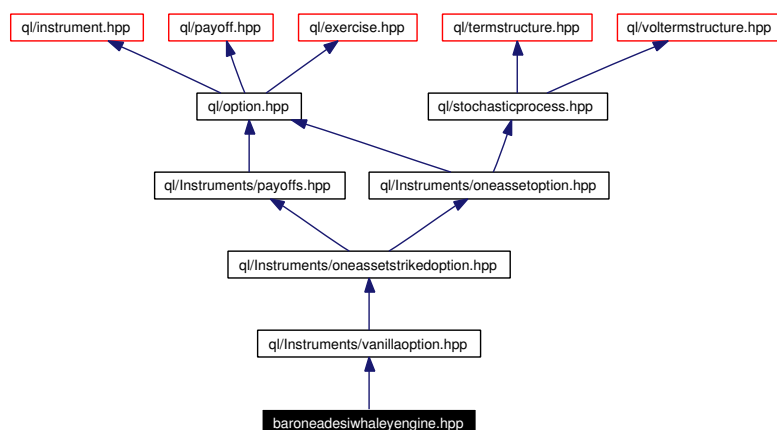 ql/instrument.hpp
ql/payoff.hpp
ql/exercise.hpp
ql/termstructure.hpp
ql/voltermstructure.hpp
ql/option.hpp
ql/stochasticprocess.hpp
ql/Instruments/payoffs.hpp
ql/Instruments/oneassetoption.hpp
ql/Instruments/oneassetstrikedoption.hpp
ql/Instruments/vanillaoption.hpp
baroneadesiwhaleyengine.hpp